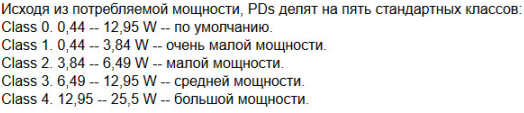 Исходя из потребляемой мощности, PDs делят на пять стандартных классов:
Class 0. 0,44 -- 12,95 W -- по умолчанию.
Class 1. 0,44 -- 3,84 W -- очень малой мощности.
Class 2. 3,84 -- 6,49 W -- малой мощности.
Class 3. 6,49 -- 12,95 W -- средней мощности.
Class 4. 12,95 -- 25,5 W -- большой мощности.